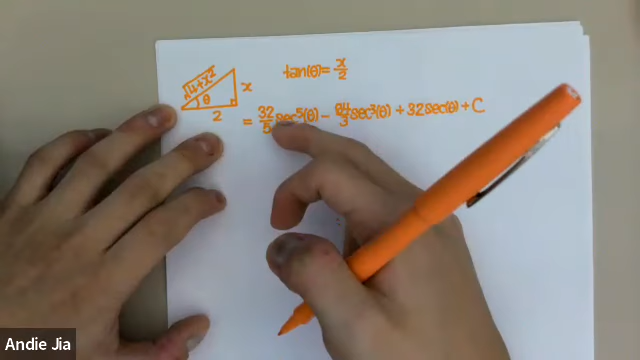 tan(θ) = x/2
√4+x²
x
θ
2
= 32/5 sec⁵(θ) - 64/3 sec³(θ) + 32sec(θ) + C
Andie Jia